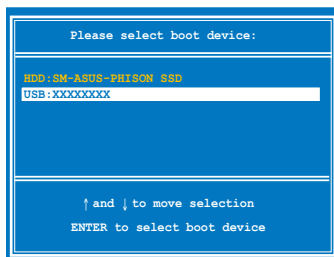 Please select boot device:
HDD:SM-ASUS-PHISON SSD
USB:XXXXXXXX
↑ and ↓ to move selection
ENTER to select boot device